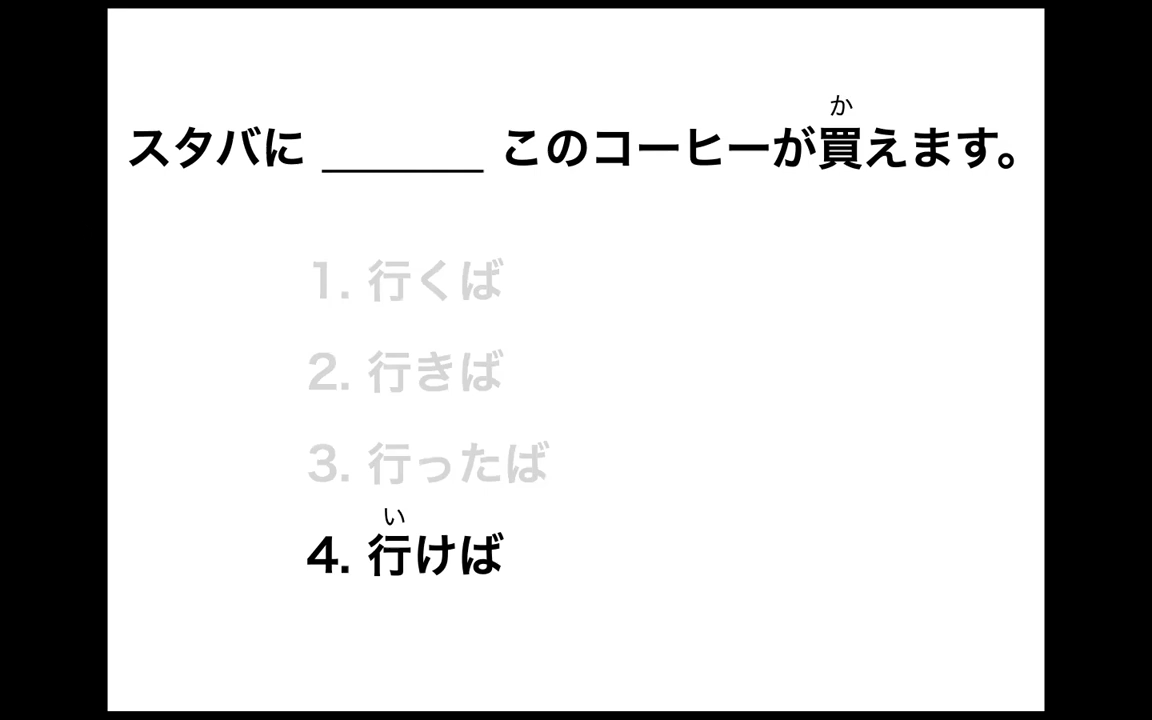 か
スタバに ______ このコーヒーが買えます。
1. 行くば
2. 行きば
3. 行ったば
い
4. 行けば